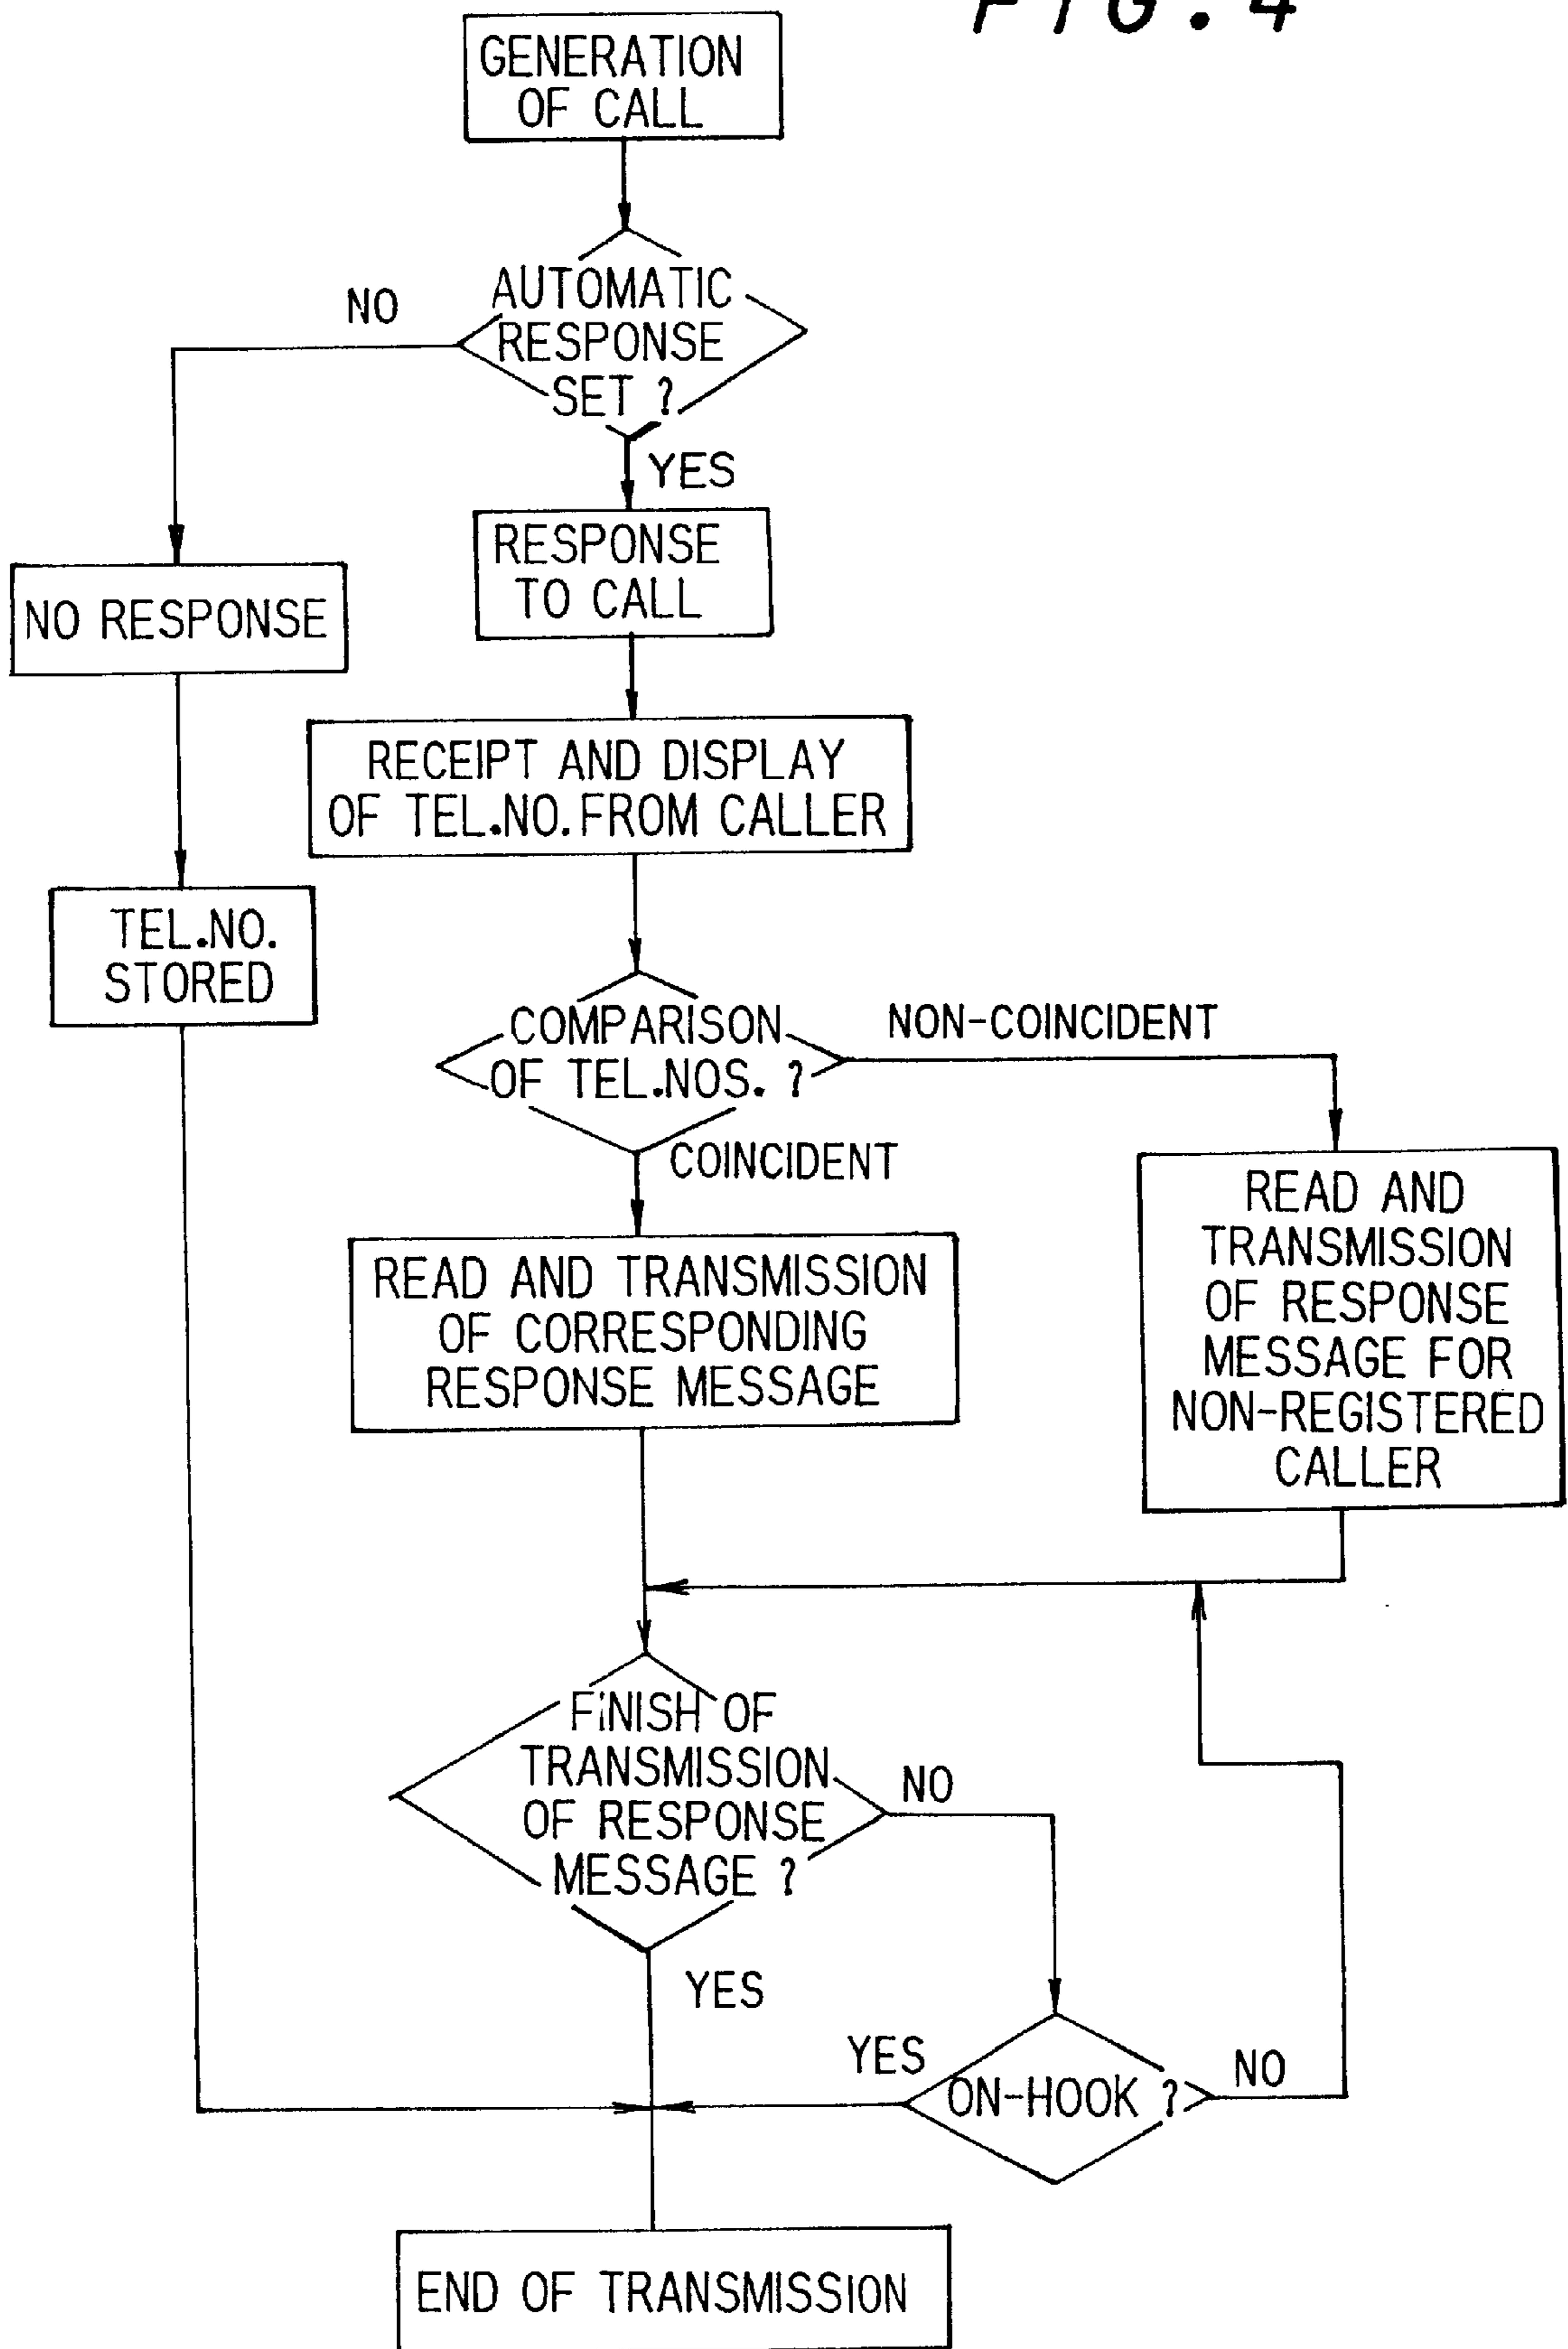 FIG. 4
GENERATION
OF CALL
AUTOMATIC
RESPONSE
SET ?
NO
YES
RESPONSE
TO CALL
NO RESPONSE
RECEIPT AND DISPLAY
OF TEL.NO. FROM CALLER
TEL.NO.
STORED
COMPARISON
OF TEL.NOS. ?
NON-COINCIDENT
COINCIDENT
READ AND TRANSMISSION
OF CORRESPONDING
RESPONSE MESSAGE
READ AND
TRANSMISSION
OF RESPONSE
MESSAGE FOR
NON-REGISTERED
CALLER
FINISH OF
TRANSMISSION
OF RESPONSE
MESSAGE ?
NO
YES
YES
ON-HOOK ?
NO
END OF TRANSMISSION